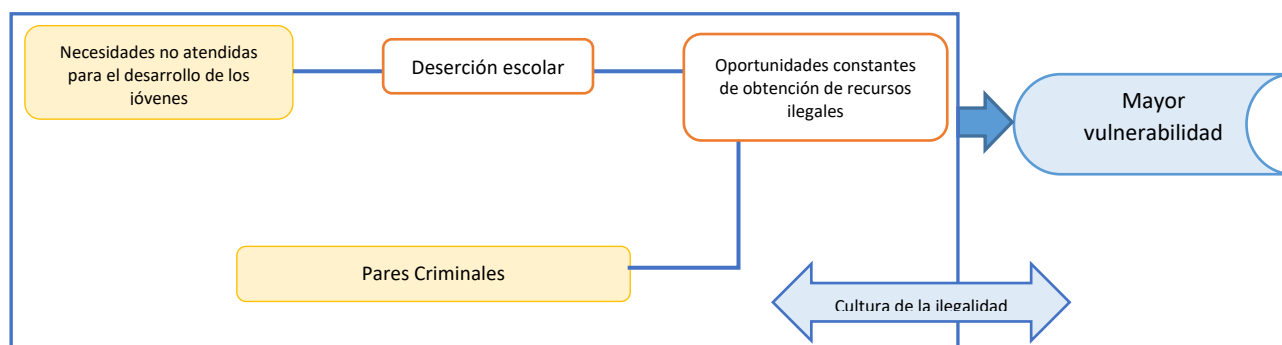 Necesidades no atendidas
para el desarrollo de los
jóvenes
Deserción escolar
Oportunidades constantes
de obtención de recursos
ilegales
Mayor
vulnerabilidad
Pares Criminales
Cultura de la ilegalidad